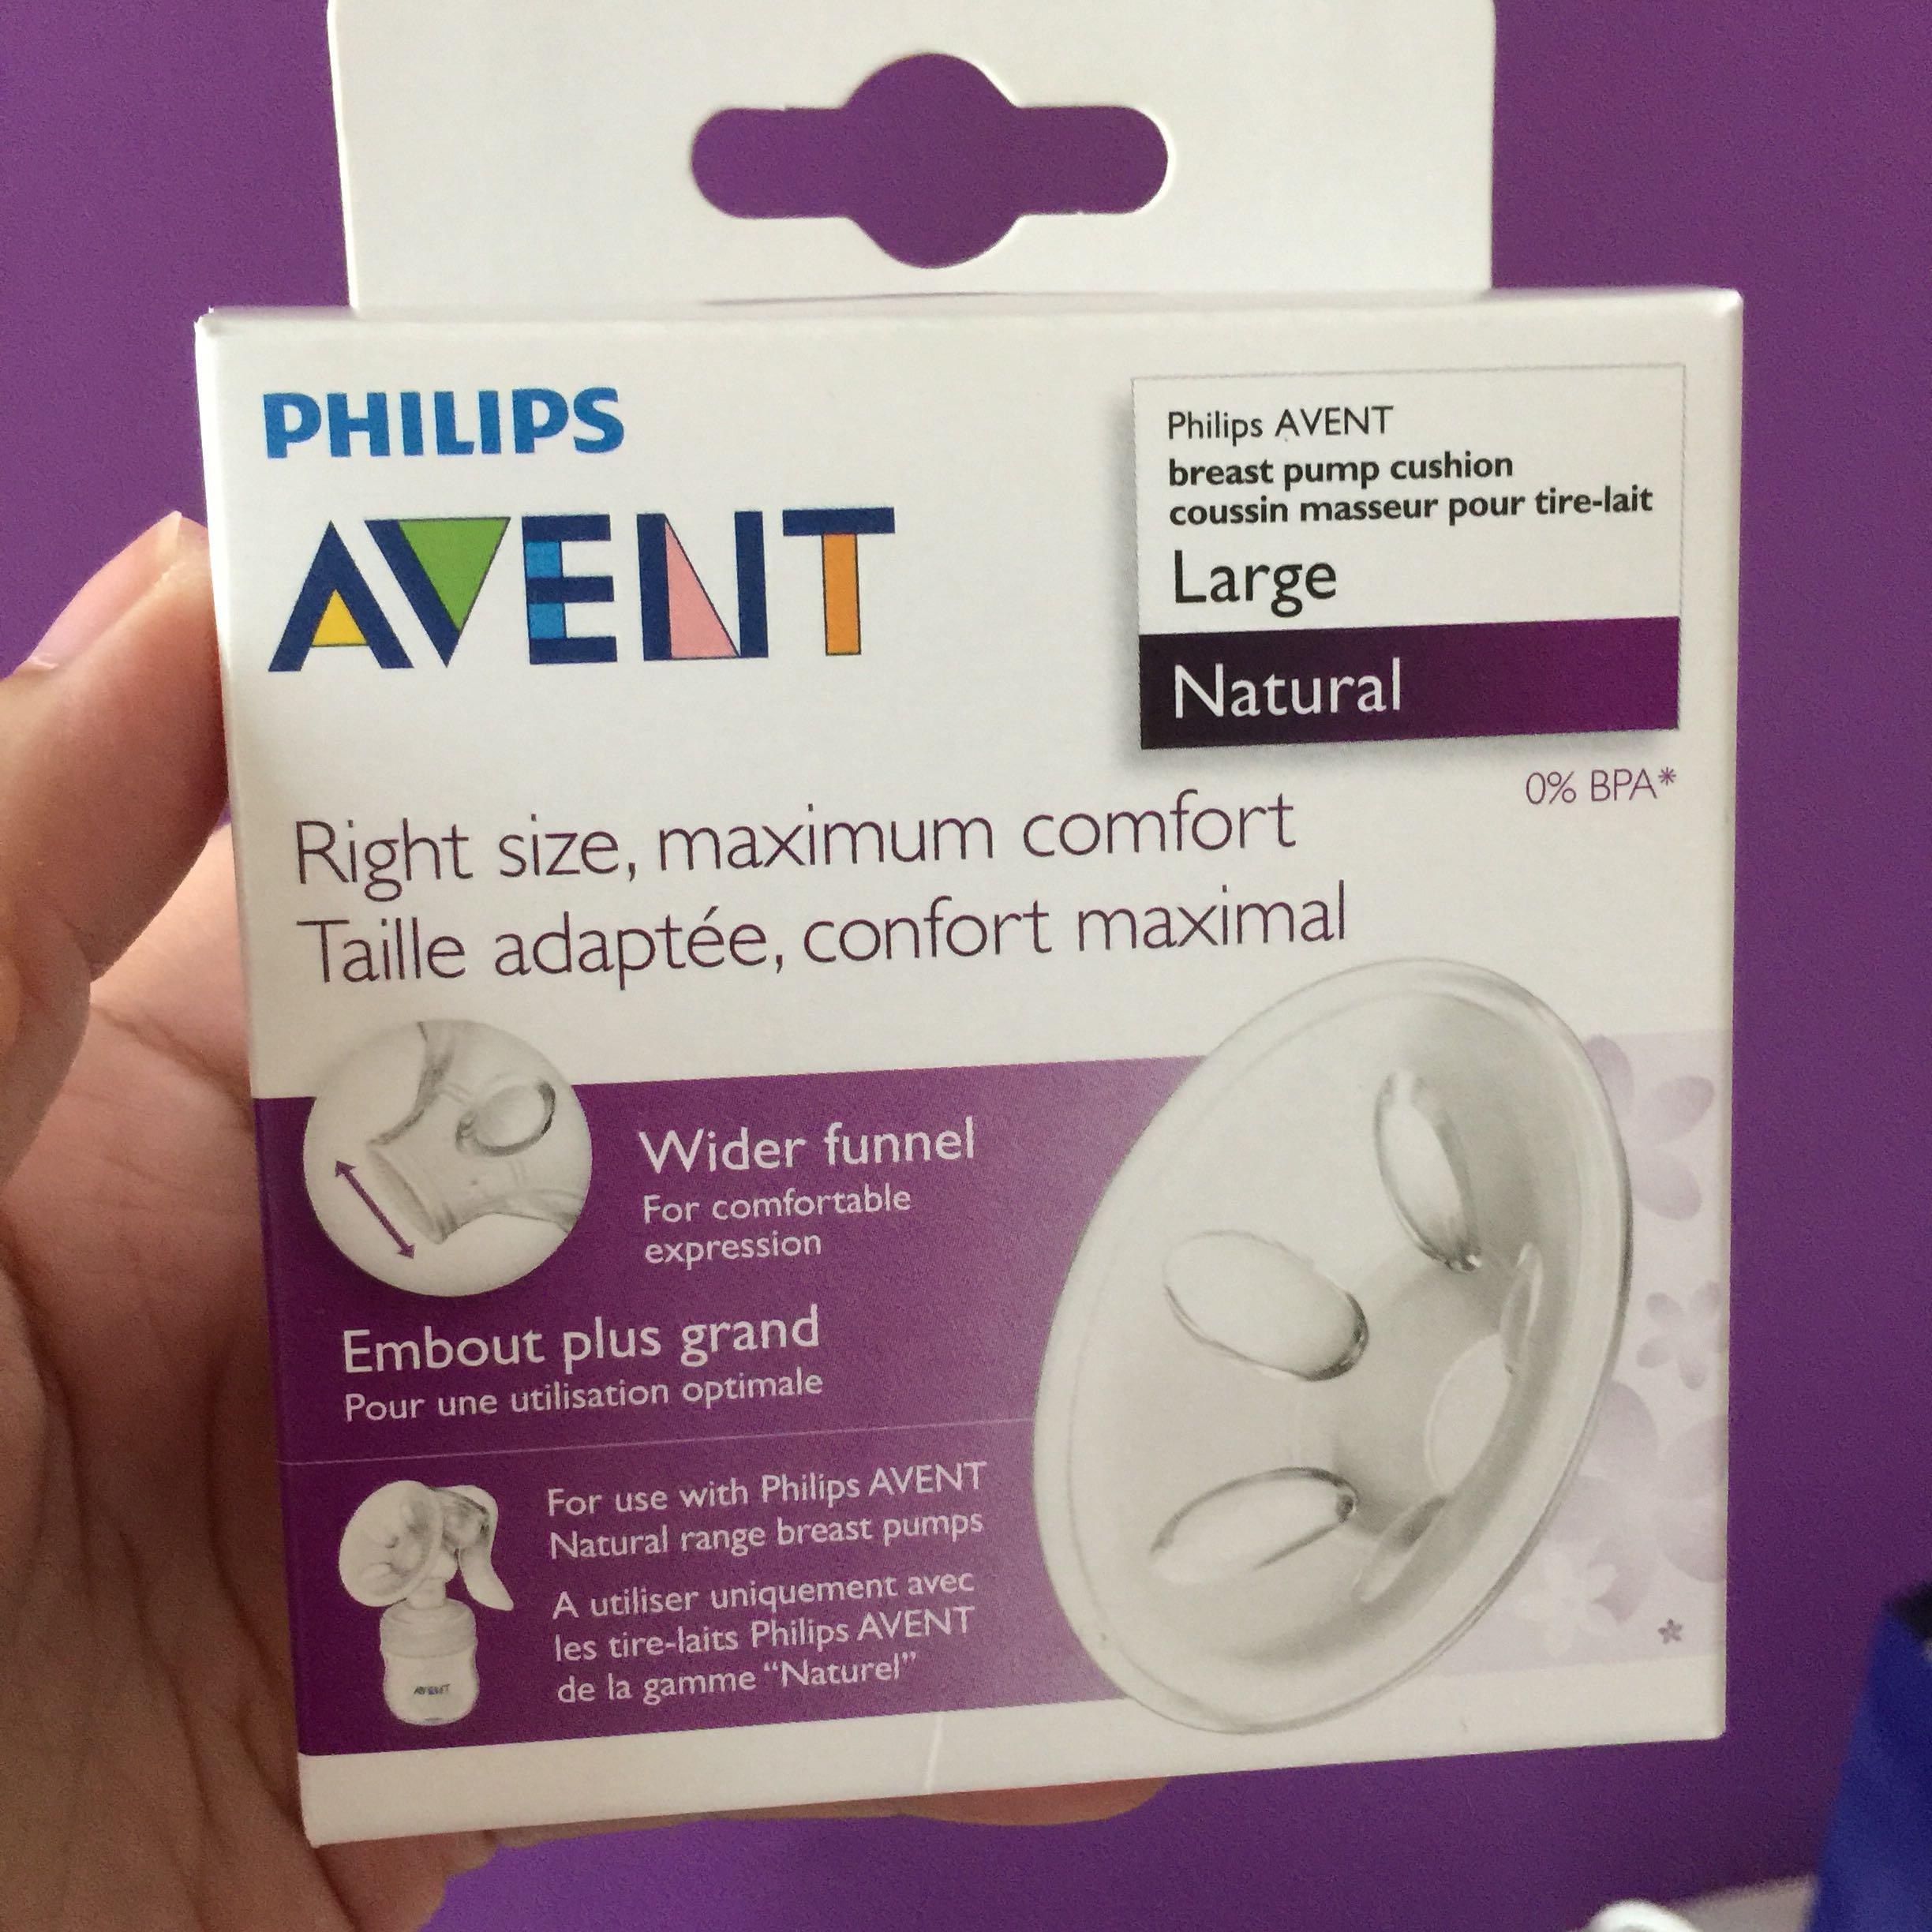 PHILIPS
AVENT
Philips AVENT
breast pump cushion
coussin masseur pour tire-lait
Large
Natural
0% BPA*
Right size, maximum comfort
Taille adaptée, confort maximal
Wider funnel
For comfortable
expression
Embout plus grand
Pour une utilisation optimale
For use with Philips AVENT
Natural range breast pumps
A utiliser uniquement avec
les tire-laits Philips AVENT
de la gamme “Naturel”
AVENT